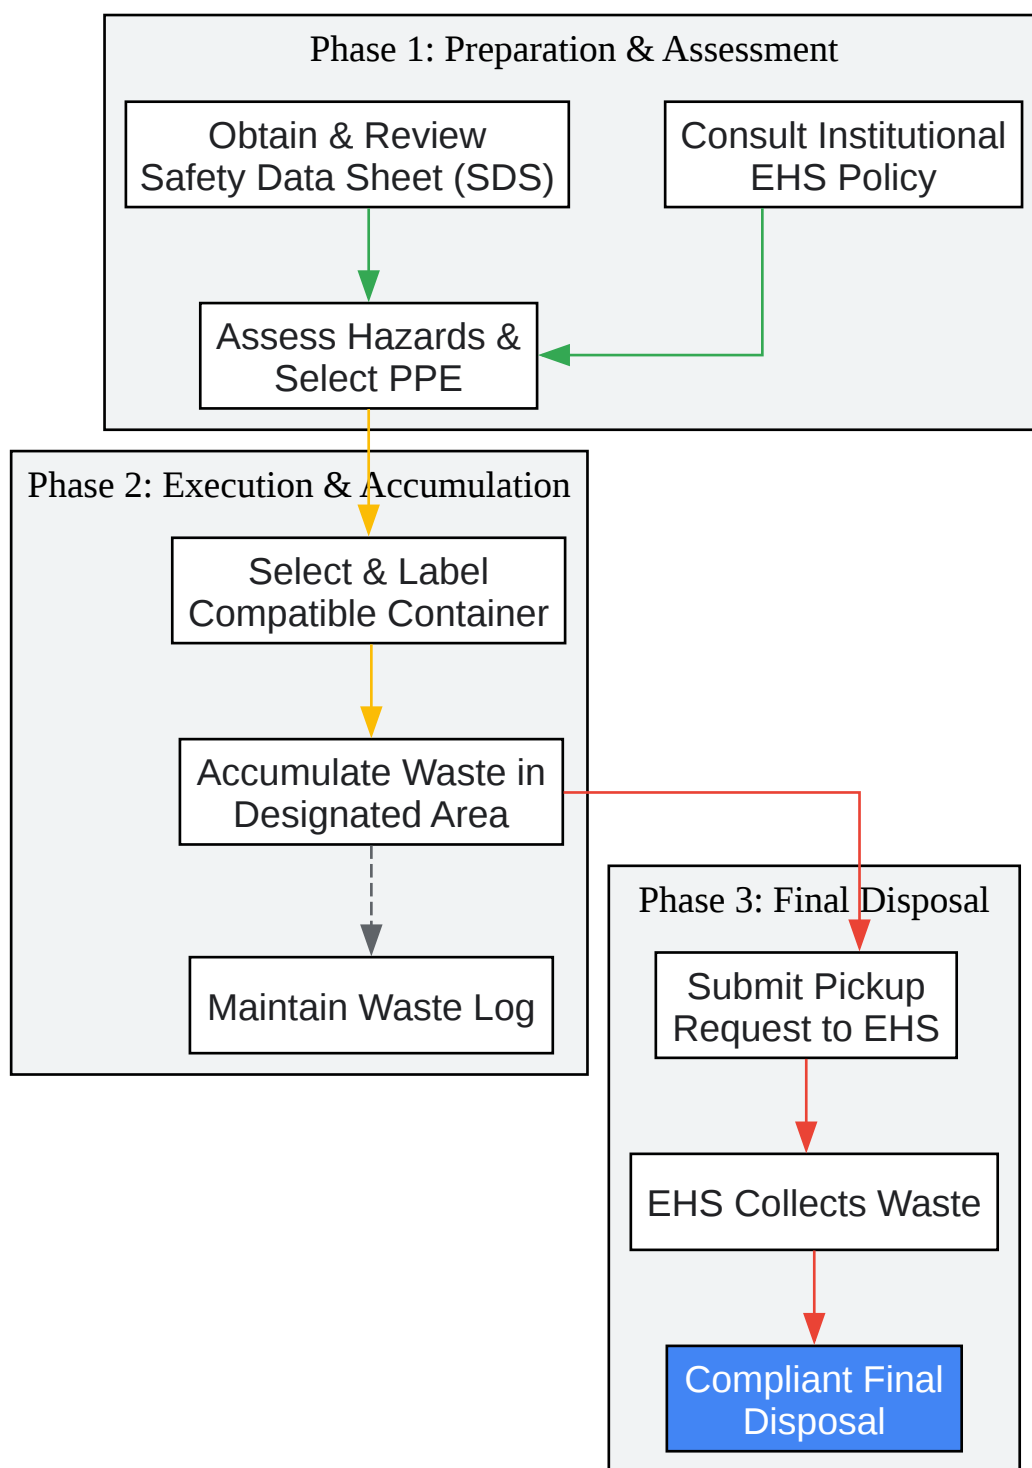 Phase 1: Preparation & Assessment
Obtain & Review
Safety Data Sheet (SDS)
Consult Institutional
EHS Policy
Assess Hazards &
Select PPE
Phase 2: Execution & Accumulation
Select & Label
Compatible Container
Accumulate Waste in
Designated Area
Maintain Waste Log
Phase 3: Final Disposal
Submit Pickup
Request to EHS
EHS Collects Waste
Compliant Final
Disposal